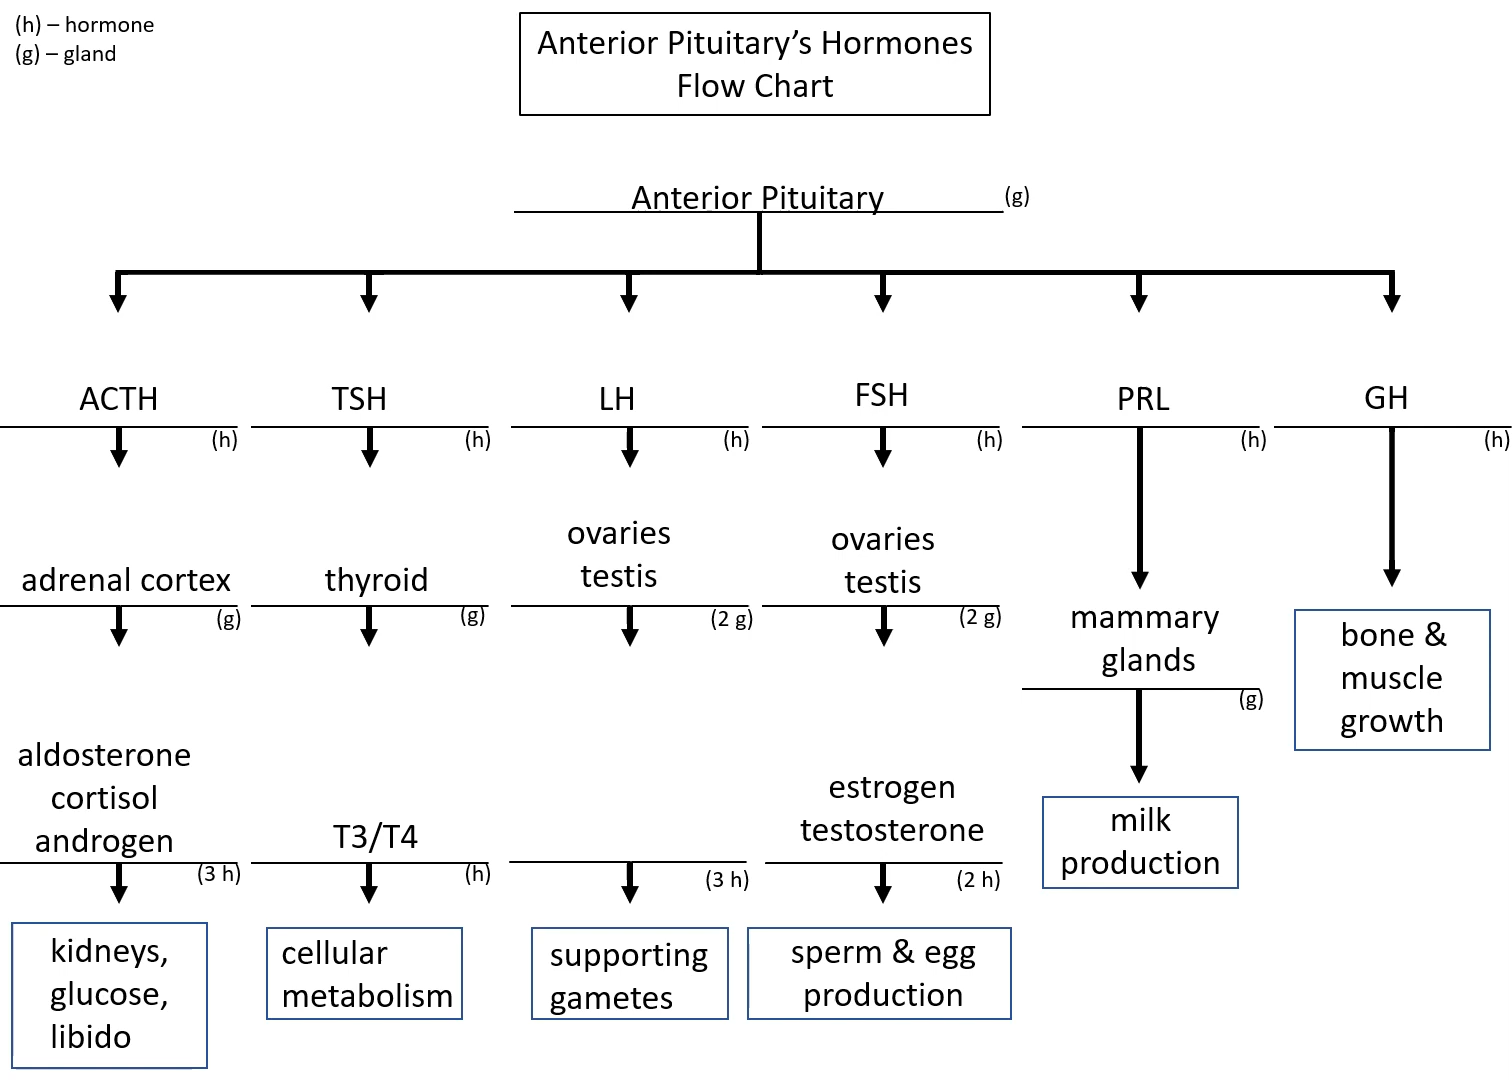 (h) – hormone
(g) – gland
Anterior Pituitary’s Hormones
Flow Chart
Anterior Pituitary
(g)
ACTH
(h)
TSH
(h)
LH
(h)
FSH
(h)
PRL
(h)
GH
(h)
adrenal cortex
(g)
thyroid
(g)
ovaries
testis
(2 g)
ovaries
testis
(2 g)
mammary
glands
(g)
bone &
muscle
growth
aldosterone
cortisol
androgen
(3 h)
T3/T4
(h)
(3 h)
estrogen
testosterone
(2 h)
milk
production
kidneys,
glucose,
libido
cellular
metabolism
supporting
gametes
sperm & egg
production